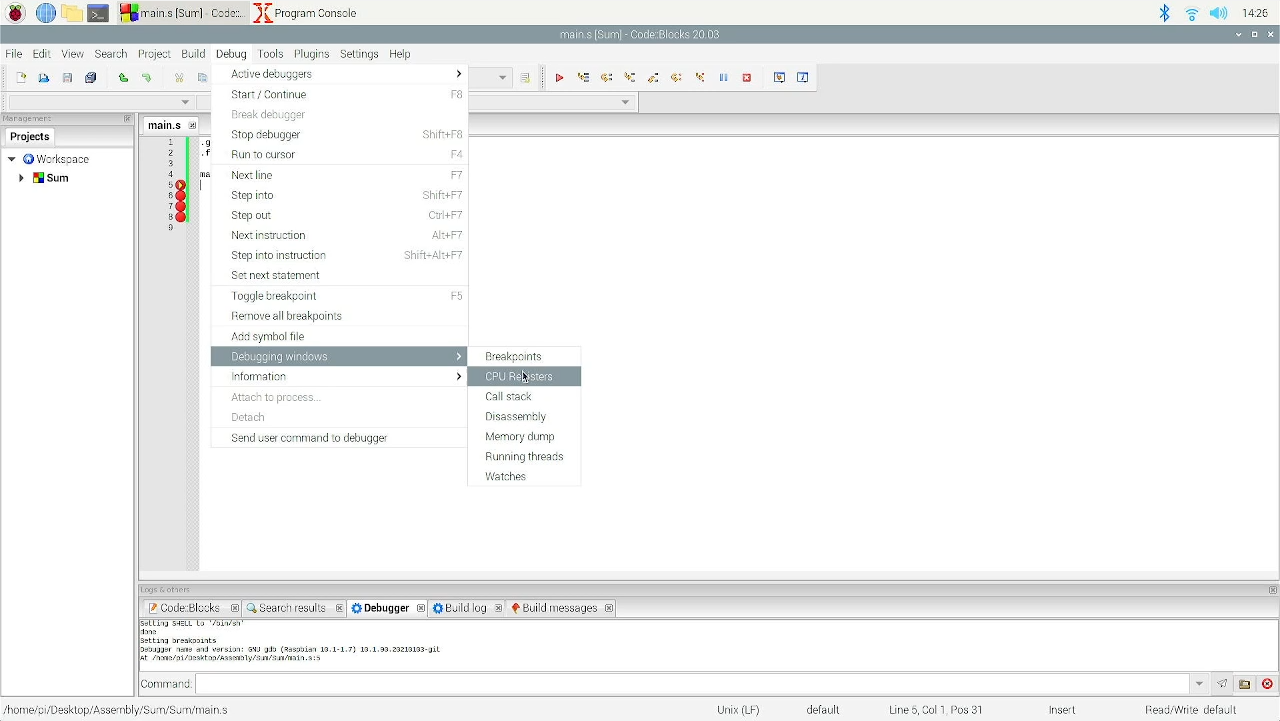 main.s [Sum] - Code:... Program Console 14:26
main.s [Sum] - Code::Blocks 20.03
File Edit View Search Project Build Debug Tools Plugins Settings Help
Active debuggers
Start / Continue F8
Break debugger
Stop debugger Shift+F8
Run to cursor F4
Next line F7
Step into Shift+F7
Step out Ctrl+F7
Next instruction Alt+F7
Step into instruction Shift+Alt+F7
Set next statement
Toggle breakpoint F5
Remove all breakpoints
Add symbol file
Debugging windows
Information
Attach to process...
Detach
Send user command to debugger
Breakpoints
CPU Registers
Call stack
Disassembly
Memory dump
Running threads
Watches
Management
Projects
Workspace
Sum
main.s
1 .g
2 .f
3
4 ma
5
6
7
8
9
Logs & others
Code::Blocks Search results Debugger Build log Build messages
Setting SHELL to '/bin/sh'
done
Setting breakpoints
Debugger name and version: GNU gdb (Raspbian 10.1-1.7) 10.1.90.20210103-git
At /home/pi/Desktop/Assembly/Sum/Sum/main.s:5
Command:
/home/pi/Desktop/Assembly/Sum/Sum/main.s Unix (LF) default Line 5, Col 1, Pos 31 Insert Read/Write default